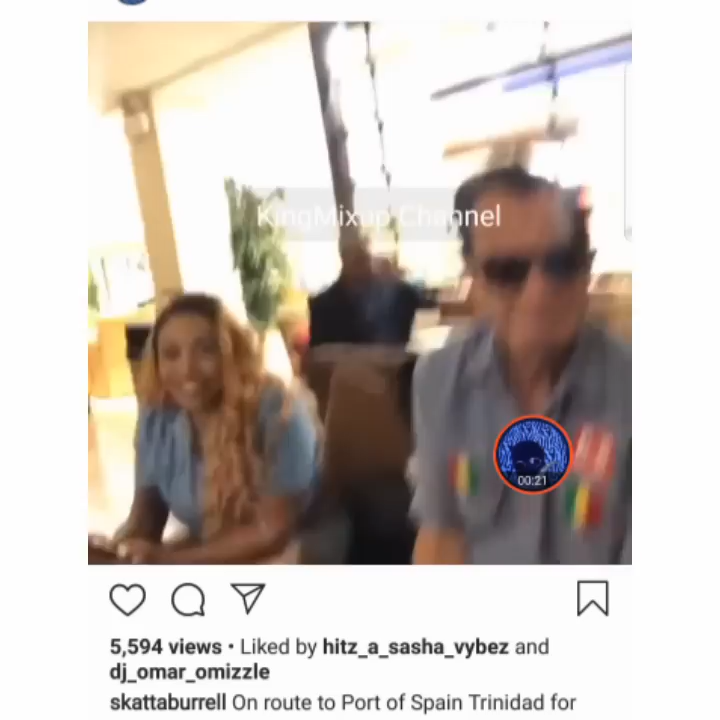 KingMixup Channel
00:21
5,594 views • Liked by hitz_a_sasha_vybez and
dj_omar_omizzle
skattaburrell On route to Port of Spain Trinidad for